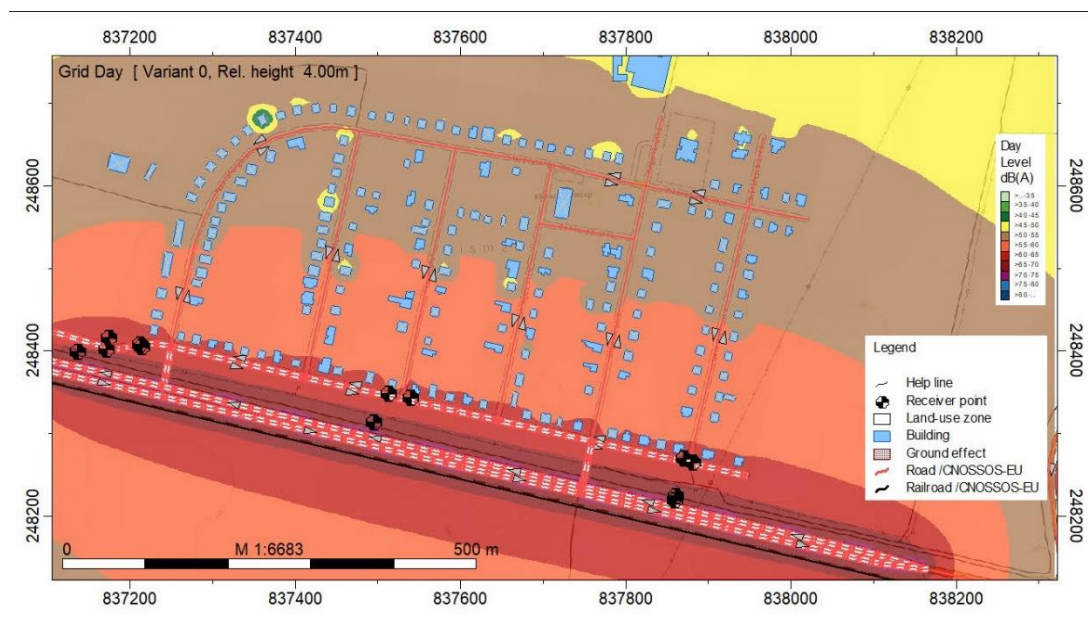 837200 837400 837600 837800 838000 838200
Grid Day [ Variant 0, Rel. height 4.00m ]
248600
248400
248200
248600
248400
248200
Day
Level
dB(A)
>...-35
>35-40
>40-45
>45-50
>50-55
>55-60
>60-65
>65-70
>70-75
>75-80
>80-...
Legend
Help line
Receiver point
Land-use zone
Building
Ground effect
Road /CNOSSOS-EU
Railroad /CNOSSOS-EU
0 M 1:6683 500 m
837200 837400 837600 837800 838000 838200